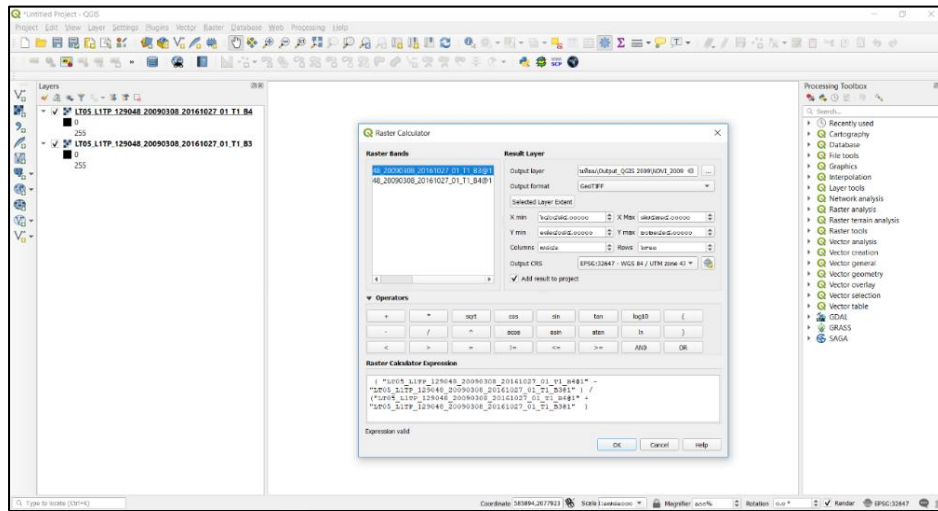 *Untitled Project - QGIS
Project Edit View Layer Settings Plugins Vector Raster Database Web Processing Help
Layers
LT05_L1TP_129048_20090308_20161027_01_T1_B4
0
255
LT05_L1TP_129048_20090308_20161027_01_T1_B3
0
255
Raster Calculator
Raster Bands
48_20090308_20161027_01_T1_B3@1
48_20090308_20161027_01_T1_B4@1
Result Layer
Output layer
Output format GeoTIFF
Selected Layer Extent
X min X Max
Y min Y max
Columns Rows
Output CRS EPSG:32647 - WGS 84 / UTM zone 47
Add result to project
Operators
+ * sqrt cos sin tan log10 (
- / ^ acos asin atan ln )
< > = != <= >= AND OR
Raster Calculator Expression
( "LT05_L1TP_129048_20090308_20161027_01_T1_B4@1" -
"LT05_L1TP_129048_20090308_20161027_01_T1_B3@1" ) /
("LT05_L1TP_129048_20090308_20161027_01_T1_B4@1" +
"LT05_L1TP_129048_20090308_20161027_01_T1_B3@1" )
Expression valid
OK Cancel Help
Processing Toolbox
Search...
Recently used
Cartography
Database
File tools
Graphics
Interpolation
Layer tools
Network analysis
Raster analysis
Raster terrain analysis
Raster tools
Vector analysis
Vector creation
Vector general
Vector geometry
Vector overlay
Vector selection
Vector table
GDAL
GRASS
SAGA
SCP
Type to locate (Ctrl+K)
Coordinate 585894,2077923 Scale Magnifier Rotation Render EPSG:32647